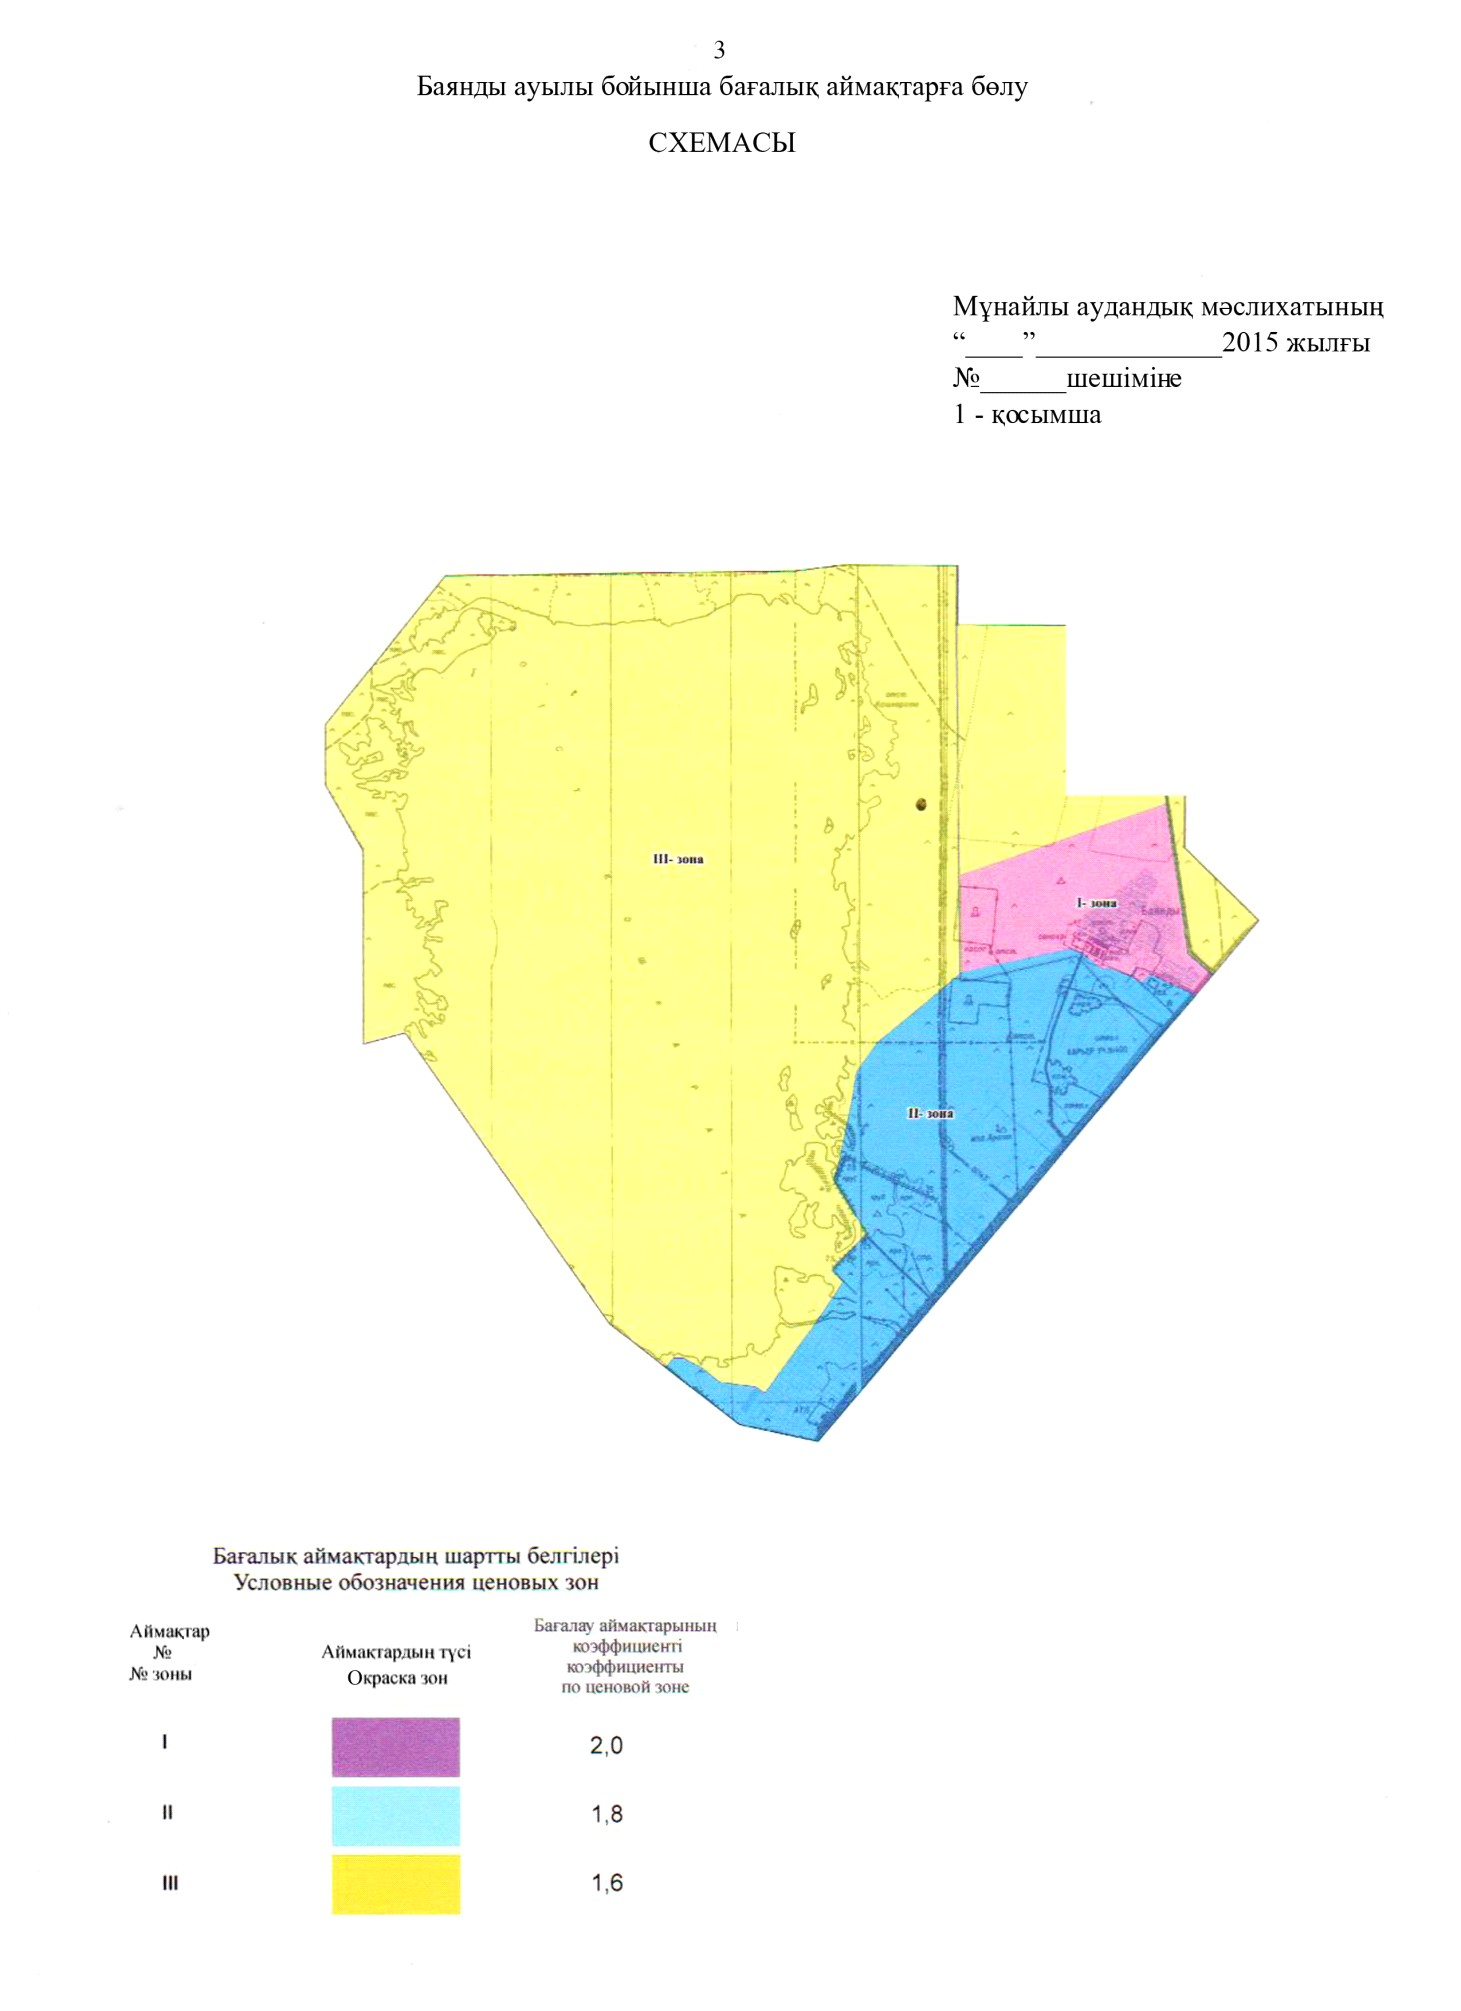 3
Баянды ауылы бойынша бағалық аймақтарға бөлу
СХЕМАСЫ
Мұнайлы аудандық мәслихатының
“____”_____________2015 жылғы
№______шешіміне
1 - қосымша
III- зона
I- зона
Баянды
II- зона
Бағалық аймақтардың шартты белгілері
Условные обозначения ценовых зон
Аймақтар
№
№ зоны
Аймақтардың түсі
Окраска зон
Бағалау аймақтарының
коэффициенті
коэффициенты
по ценовой зоне
I
2,0
II
1,8
III
1,6